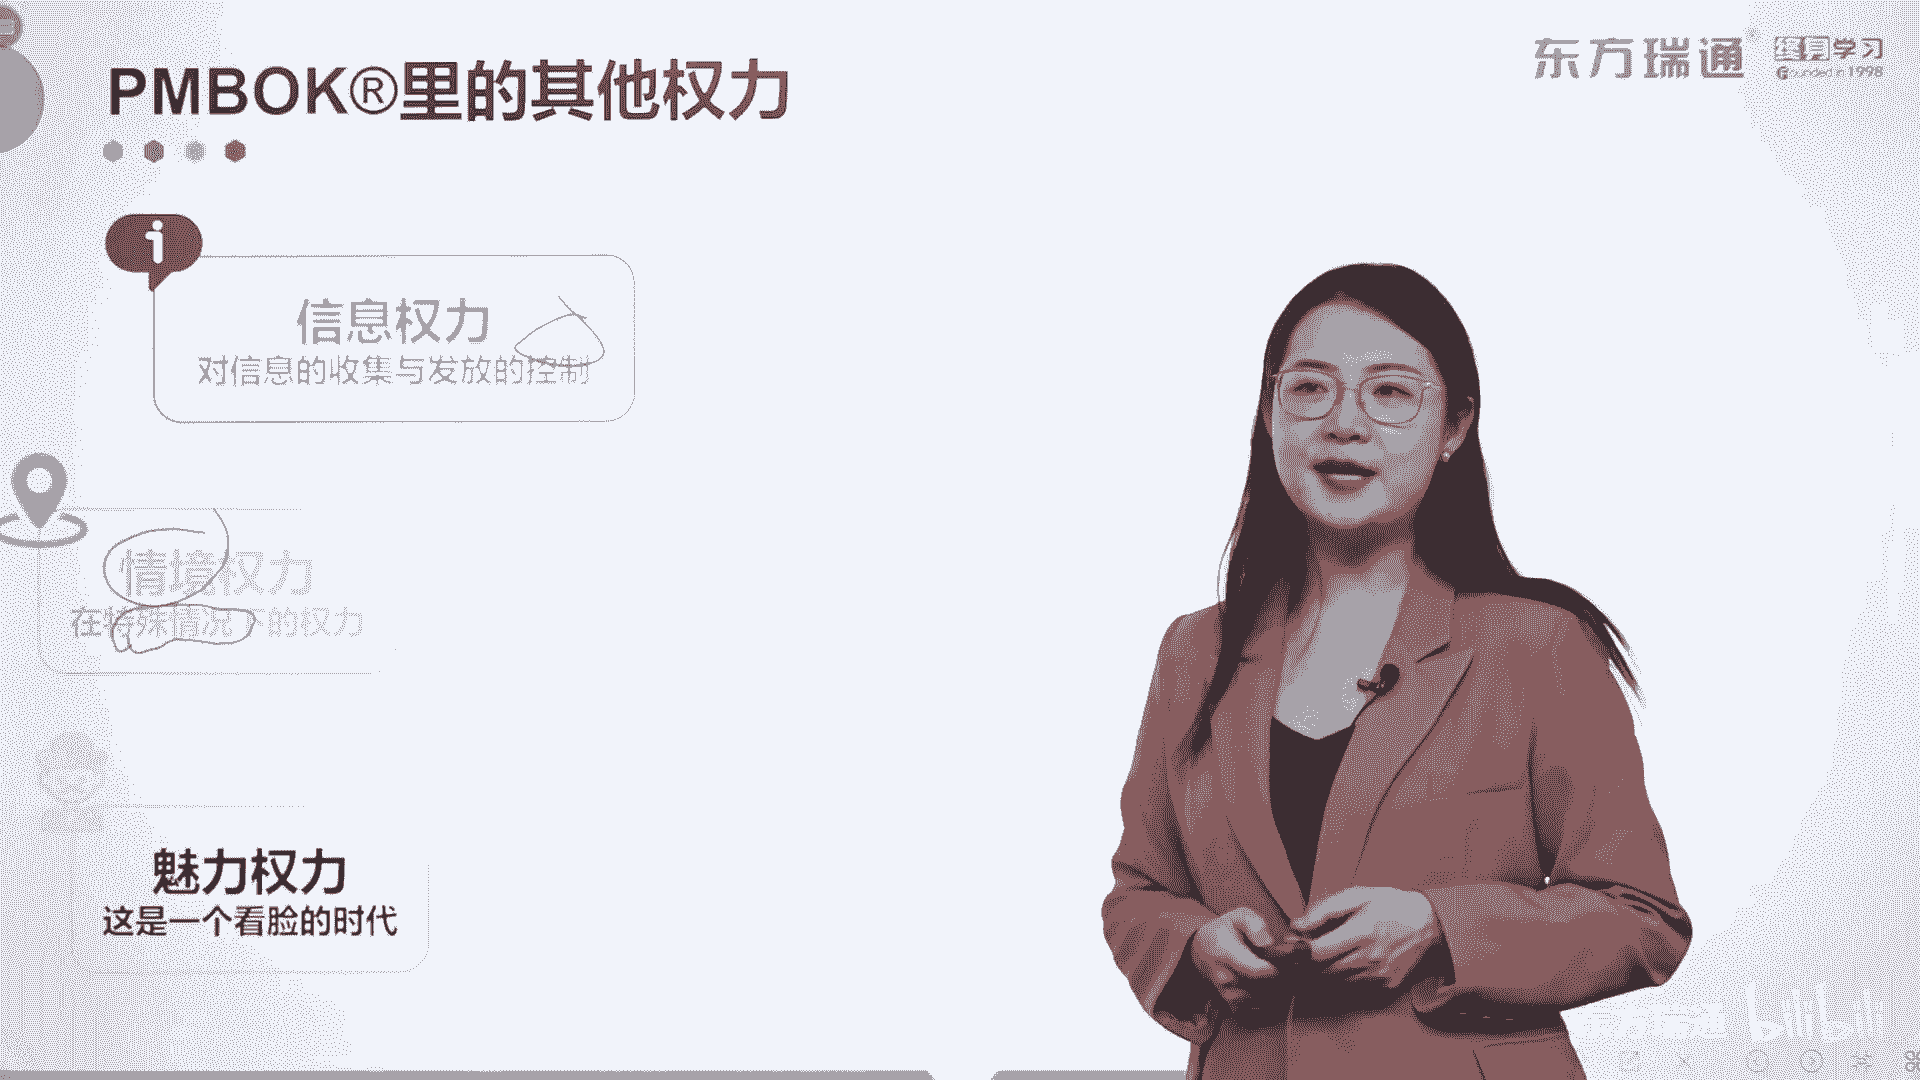 PMBOK®里的其他权力
东方瑞通
终身学习
Founded in 1998
信息权力
对信息的收集与发放的控制
情境权力
在特殊情况下的权力
魅力权力
这是一个看脸的时代
东方瑞通
bilibili